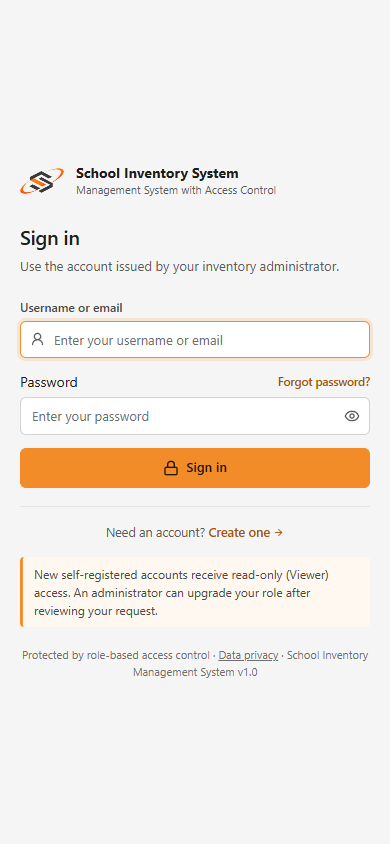 School Inventory System
Management System with Access Control
Sign in
Use the account issued by your inventory administrator.
Username or email
Enter your username or email
Password
Forgot password?
Enter your password
Sign in
Need an account? Create one →
New self-registered accounts receive read-only (Viewer)
access. An administrator can upgrade your role after
reviewing your request.
Protected by role-based access control · Data privacy · School Inventory
Management System v1.0